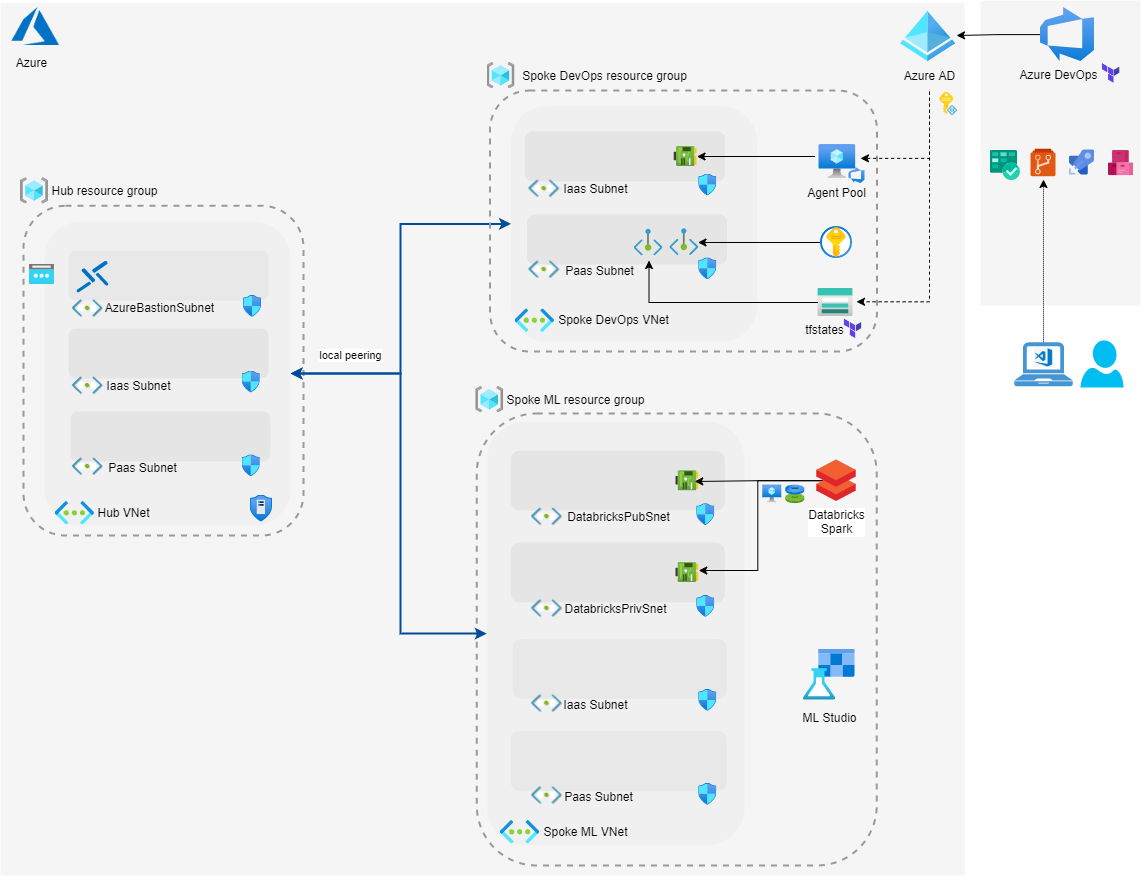 Azure
Spoke DevOps resource group
Azure AD
Azure DevOps
Iaas Subnet
Agent Pool
Hub resource group
Paas Subnet
AzureBastionSubnet
Spoke DevOps VNet
tfstates
local peering
Iaas Subnet
Spoke ML resource group
Paas Subnet
Hub VNet
DatabricksPubSnet
Databricks
Spark
DatabricksPrivSnet
Iaas Subnet
ML Studio
Paas Subnet
Spoke ML VNet